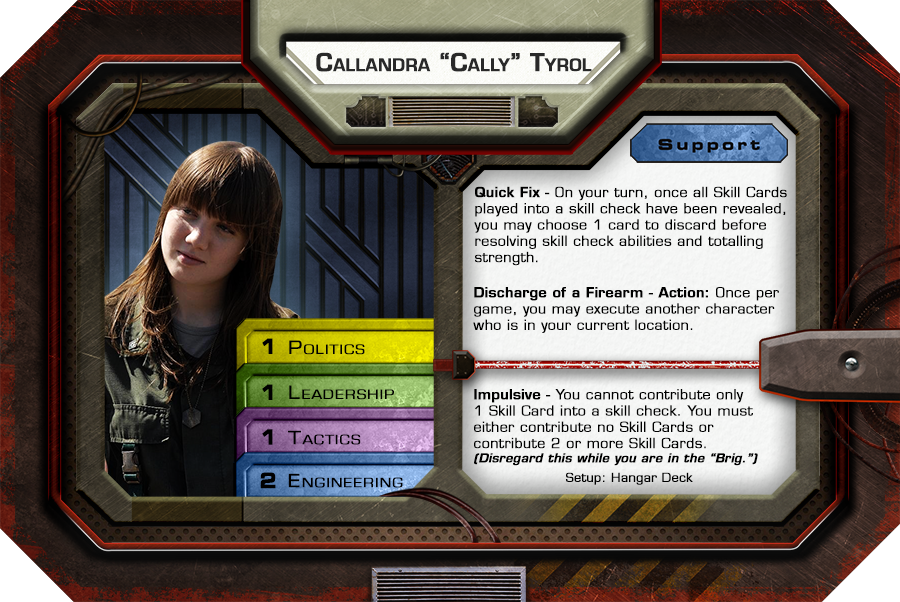 Callandra “Cally” Tyrol
Support
Quick Fix - On your turn, once all Skill Cards
played into a skill check have been revealed,
you may choose 1 card to discard before
resolving skill check abilities and totalling
strength.
Discharge of a Firearm - Action: Once per
game, you may execute another character
who is in your current location.
Impulsive - You cannot contribute only
1 Skill Card into a skill check. You must
either contribute no Skill Cards or
contribute 2 or more Skill Cards.
(Disregard this while you are in the “Brig.”)
Setup: Hangar Deck
1 Politics
1 Leadership
1 Tactics
2 Engineering